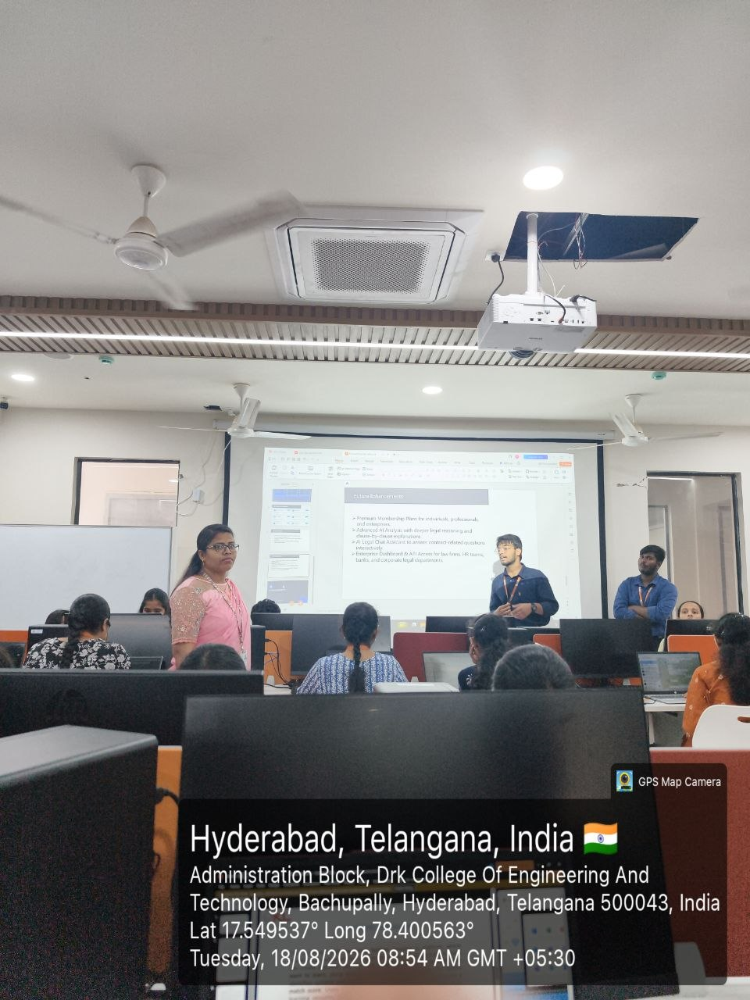 Future Enhancements
➢ Premium Membership Plans for individuals, professionals,
and enterprises.
➢ Advanced AI Analysis with deeper legal reasoning and
clause-by-clause explanations.
➢ AI Legal Chat Assistant to answer contract-related questions
interactively.
➢ Enterprise Dashboard & API Access for law firms, HR teams,
banks, and corporate legal departments.
GPS Map Camera
Hyderabad, Telangana, India 🇮🇳
Administration Block, Drk College Of Engineering And
Technology, Bachupally, Hyderabad, Telangana 500043, India
Lat 17.549537° Long 78.400563°
Tuesday, 18/08/2026 08:54 AM GMT +05:30